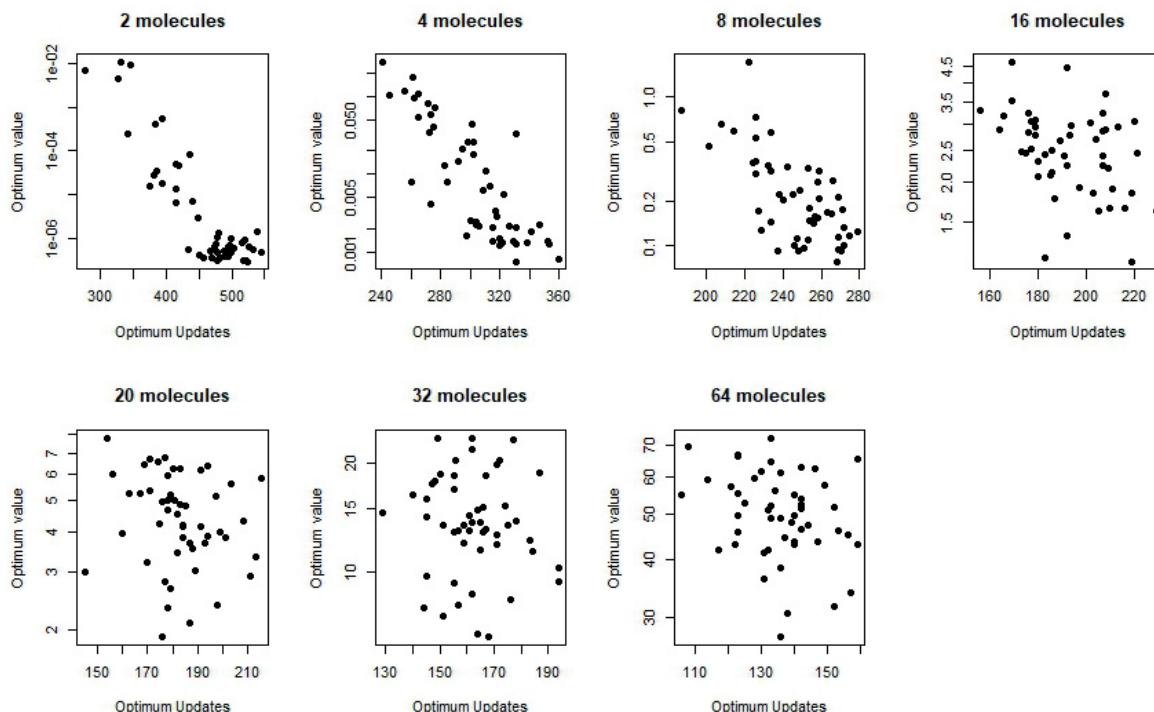 2 molecules
Optimum value
1e-02
1e-04
1e-06
300 400 500
Optimum Updates
4 molecules
Optimum value
0.050
0.005
0.001
240 280 320 360
Optimum Updates
8 molecules
Optimum value
1.0
0.5
0.2
0.1
200 220 240 260 280
Optimum Updates
16 molecules
Optimum value
4.5
3.5
2.5
2.0
1.5
160 180 200 220
Optimum Updates
20 molecules
Optimum value
7
6
5
4
3
2
150 170 190 210
Optimum Updates
32 molecules
Optimum value
20
15
10
130 150 170 190
Optimum Updates
64 molecules
Optimum value
70
60
50
40
30
110 130 150
Optimum Updates